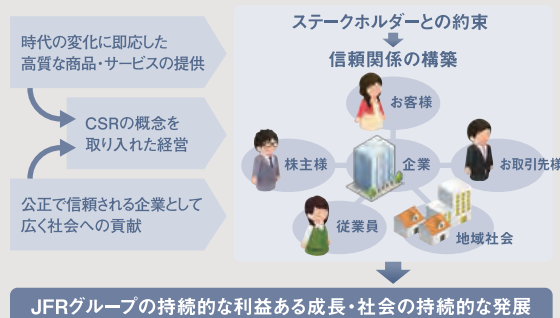 時代の変化に即応した
高質な商品・サービスの提供
CSRの概念を
取り入れた経営
公正で信頼される企業として
広く社会への貢献
ステークホルダーとの約束
信頼関係の構築
お客様
株主様
企業
お取引先様
従業員
地域社会
JFRグループの持続的な利益ある成長・社会の持続的な発展